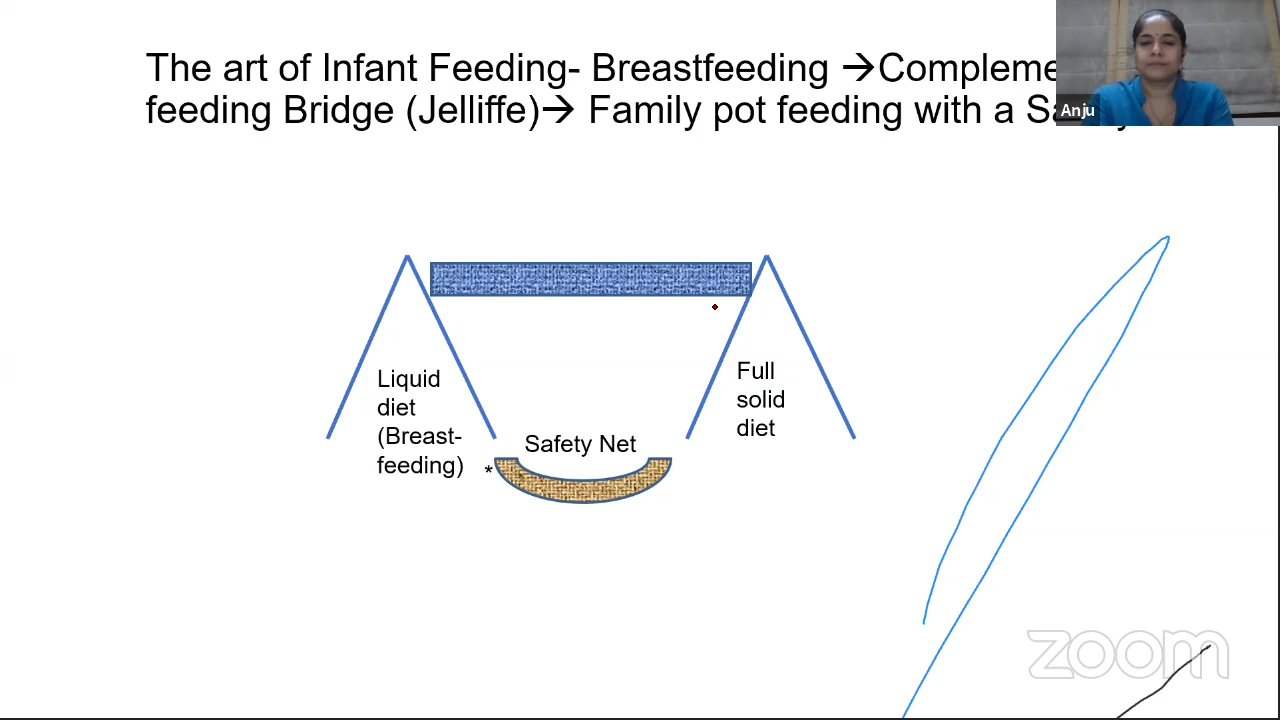 The art of Infant Feeding- Breastfeeding →Compleme
feeding Bridge (Jelliffe)→ Family pot feeding with a
Anju
Liquid
diet
(Breast-
feeding)
Full
solid
diet
Safety Net
*
zoom